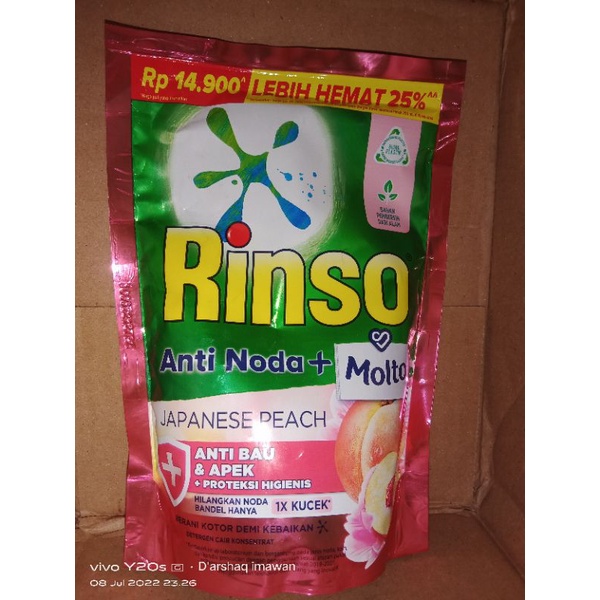 Rp 14.900^ LEBIH HEMAT 25%^^
Rinso
Anti Noda +
Molto
JAPANESE PEACH
ANTI BAU
& APEK
+ PROTEKSI HIGIENIS
HILANGKAN NODA
BANDEL HANYA
1X KUCEK*
BERANI KOTOR DEMI KEBAIKAN
DETERGEN CAIR KONSENTRAT
vivo Y20s · D'arshaq imawan
08 Jul 2022 23.26